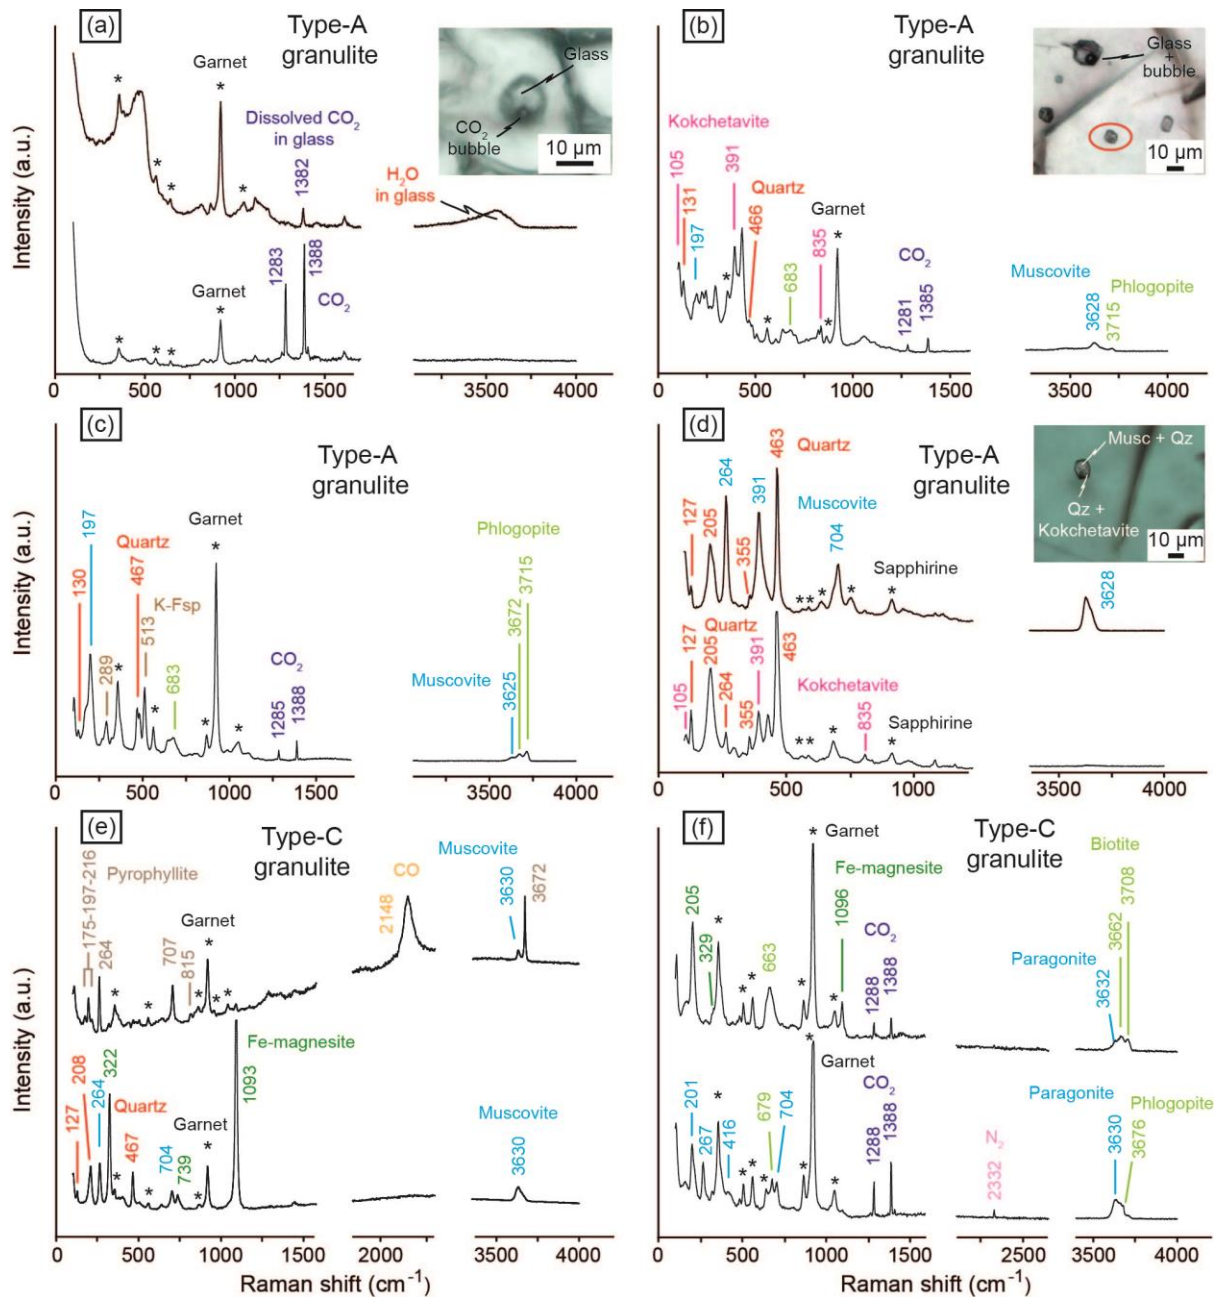 (a)
Type-A
granulite
Garnet
*
Glass
CO2
bubble
10 μm
Dissolved CO2
in glass
1382
H2O
in glass
1283
1388
Garnet
CO2
0 500 1000 1500 3500 4000
Intensity (a.u.)
(b)
Type-A
granulite
Glass
+
bubble
10 μm
Kokchetavite
105
131
197
391
Quartz
466
683
835
Garnet
*
CO2
1281
1385
Muscovite
3628
Phlogopite
3715
0 500 1000 1500 3500 4000
(c)
Type-A
granulite
197
130
Quartz
467
K-Fsp
289
513
683
Garnet
*
CO2
1285
1388
Phlogopite
Muscovite
3625
3672
3715
0 500 1000 1500 3500 4000
Intensity (a.u.)
(d)
Type-A
granulite
Musc + Qz
Qz +
Kokchetavite
10 μm
463
Quartz
127
205
264
355
391
Muscovite
704
Sapphirine
3628
Quartz
105
127
205
264
355
391
463
Kokchetavite
835
Sapphirine
0 500 1000 3500 4000
(e)
Type-C
granulite
175-197-216
Pyrophyllite
264
707
815
Garnet
CO
2148
Muscovite
3630
3672
127
208
264
322
Quartz
467
704
739
Garnet
Fe-magnesite
1093
Muscovite
3630
0 500 1000 1500 2000 3500 4000
Raman shift (cm⁻¹)
Intensity (a.u.)
(f)
Type-C
granulite
Garnet
205
329
663
Fe-magnesite
1096
CO2
1288
1388
Biotite
Paragonite
3632
3662
3708
Garnet
201
267
416
679
704
CO2
1288
1388
N2
2332
Paragonite
3630
Phlogopite
3676
0 500 1000 1500 2500 3500 4000
Raman shift (cm⁻¹)